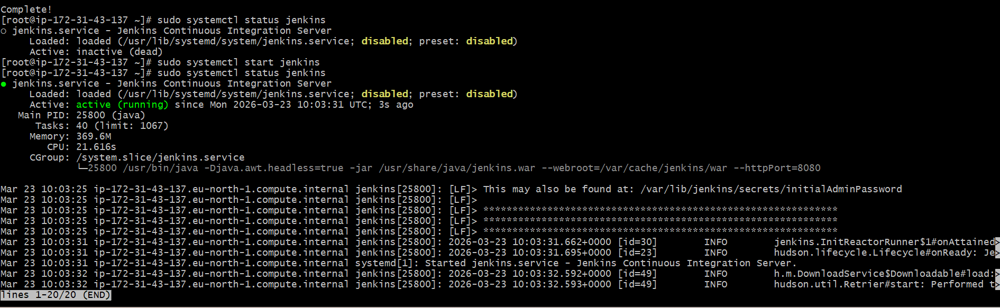 Complete!
[root@ip-172-31-43-137 ~]# sudo systemctl status jenkins
○ jenkins.service - Jenkins Continuous Integration Server
     Loaded: loaded (/usr/lib/systemd/system/jenkins.service; disabled; preset: disabled)
     Active: inactive (dead)
[root@ip-172-31-43-137 ~]# sudo systemctl start jenkins
[root@ip-172-31-43-137 ~]# sudo systemctl status jenkins
● jenkins.service - Jenkins Continuous Integration Server
     Loaded: loaded (/usr/lib/systemd/system/jenkins.service; disabled; preset: disabled)
     Active: active (running) since Mon 2026-03-23 10:03:31 UTC; 3s ago
   Main PID: 25800 (java)
      Tasks: 40 (limit: 1067)
     Memory: 369.6M
        CPU: 21.616s
     CGroup: /system.slice/jenkins.service
             └─25800 /usr/bin/java -Djava.awt.headless=true -jar /usr/share/java/jenkins.war --webroot=/var/cache/jenkins/war --httpPort=8080
Mar 23 10:03:25 ip-172-31-43-137.eu-north-1.compute.internal jenkins[25800]: [LF]> This may also be found at: /var/lib/jenkins/secrets/initialAdminPassword
Mar 23 10:03:25 ip-172-31-43-137.eu-north-1.compute.internal jenkins[25800]: [LF]>
Mar 23 10:03:25 ip-172-31-43-137.eu-north-1.compute.internal jenkins[25800]: [LF]> *************************************************************
Mar 23 10:03:25 ip-172-31-43-137.eu-north-1.compute.internal jenkins[25800]: [LF]> *************************************************************
Mar 23 10:03:25 ip-172-31-43-137.eu-north-1.compute.internal jenkins[25800]: [LF]> *************************************************************
Mar 23 10:03:31 ip-172-31-43-137.eu-north-1.compute.internal jenkins[25800]: 2026-03-23 10:03:31.662+0000 [id=30]        INFO        jenkins.InitReactorRunner$1#onAttained>
Mar 23 10:03:31 ip-172-31-43-137.eu-north-1.compute.internal jenkins[25800]: 2026-03-23 10:03:31.695+0000 [id=23]        INFO        hudson.lifecycle.Lifecycle#onReady: Je>
Mar 23 10:03:31 ip-172-31-43-137.eu-north-1.compute.internal systemd[1]: Started jenkins.service - Jenkins Continuous Integration Server.
Mar 23 10:03:32 ip-172-31-43-137.eu-north-1.compute.internal jenkins[25800]: 2026-03-23 10:03:32.592+0000 [id=49]        INFO        h.m.DownloadService$Downloadable#load:>
Mar 23 10:03:32 ip-172-31-43-137.eu-north-1.compute.internal jenkins[25800]: 2026-03-23 10:03:32.593+0000 [id=49]        INFO        hudson.util.Retrier#start: Performed t>
lines 1-20/20 (END)